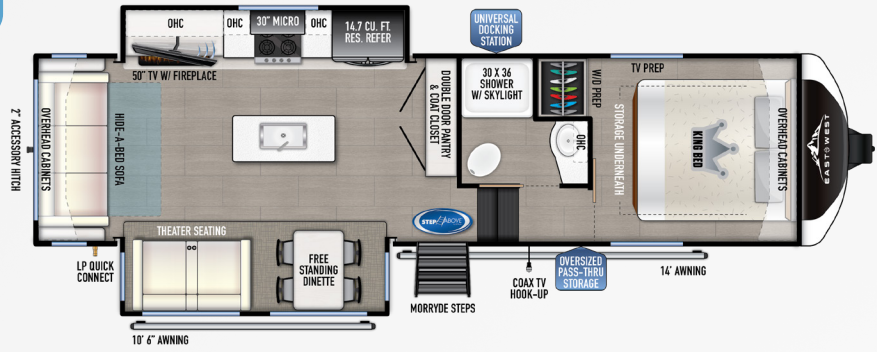 OHC
OHC
30" MICRO
OHC
14.7 CU. FT.
RES. REFER
UNIVERSAL
DOCKING
STATION
50" TV W/ FIREPLACE
DOUBLE DOOR PANTRY
& COAT CLOSET
30 X 36
SHOWER
W/ SKYLIGHT
W/D PREP
TV PREP
2" ACCESSORY HITCH
OVERHEAD CABINETS
HIDE-A-BED SOFA
OHC
STORAGE UNDERNEATH
KING BED
OVERHEAD CABINETS
EAST TO WEST
STEP ABOVE
THEATER SEATING
FREE
STANDING
DINETTE
LP QUICK
CONNECT
MORRYDE STEPS
COAX TV
HOOK-UP
OVERSIZED
PASS-THRU
STORAGE
14' AWNING
10' 6" AWNING